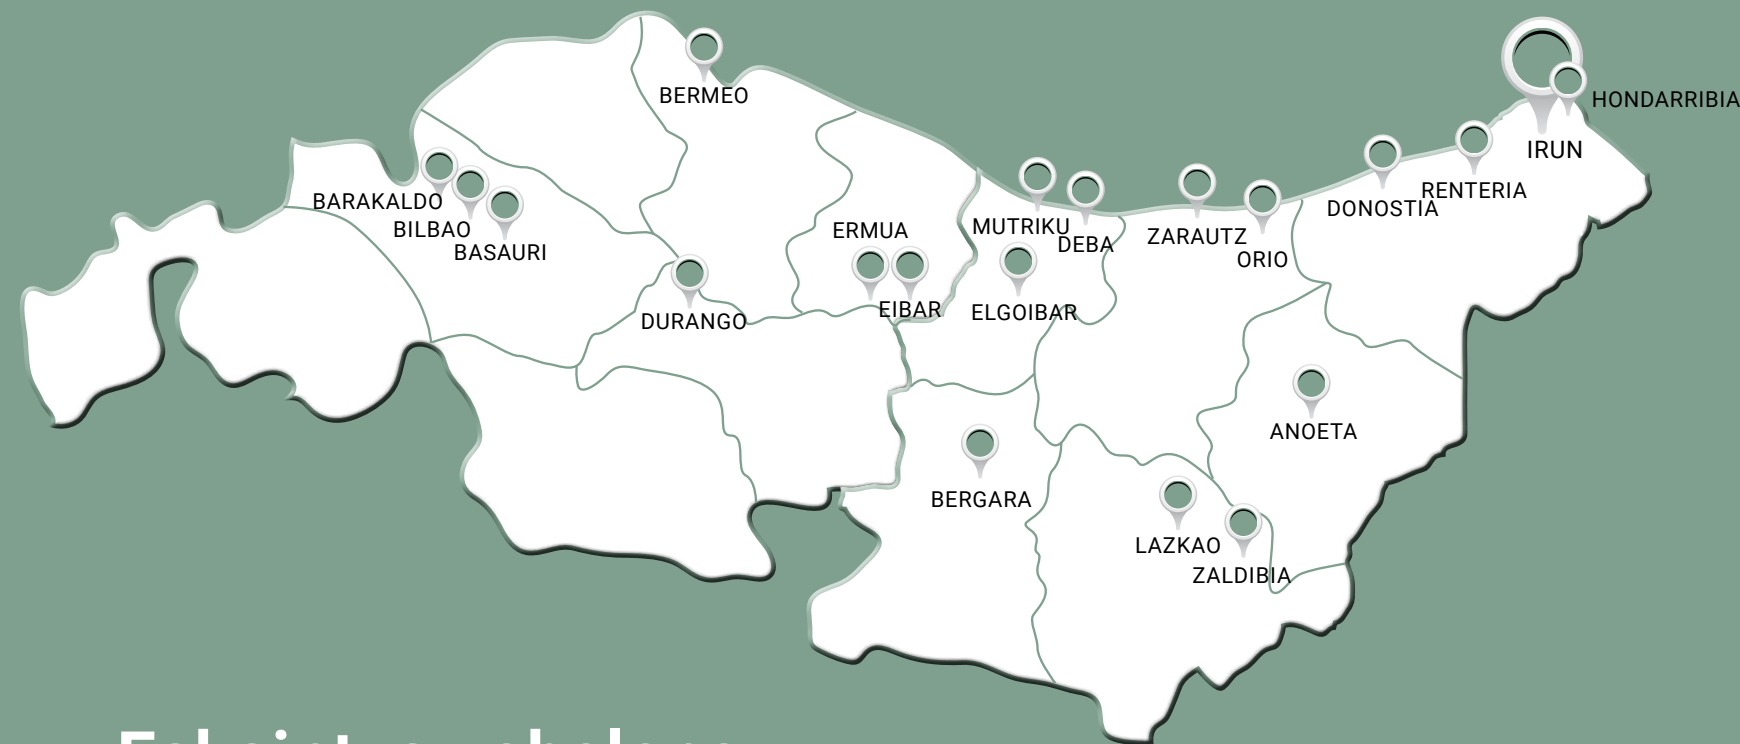 BERMEO
HONDARRIBIA
IRUN
RENTERIA
DONOSTIA
BARAKALDO
BILBAO
BASAURI
ERMUA
MUTRIKU
DEBA
ZARAUTZ
ORIO
EIBAR
ELGOIBAR
DURANGO
ANOETA
BERGARA
LAZKAO
ZALDIBIA